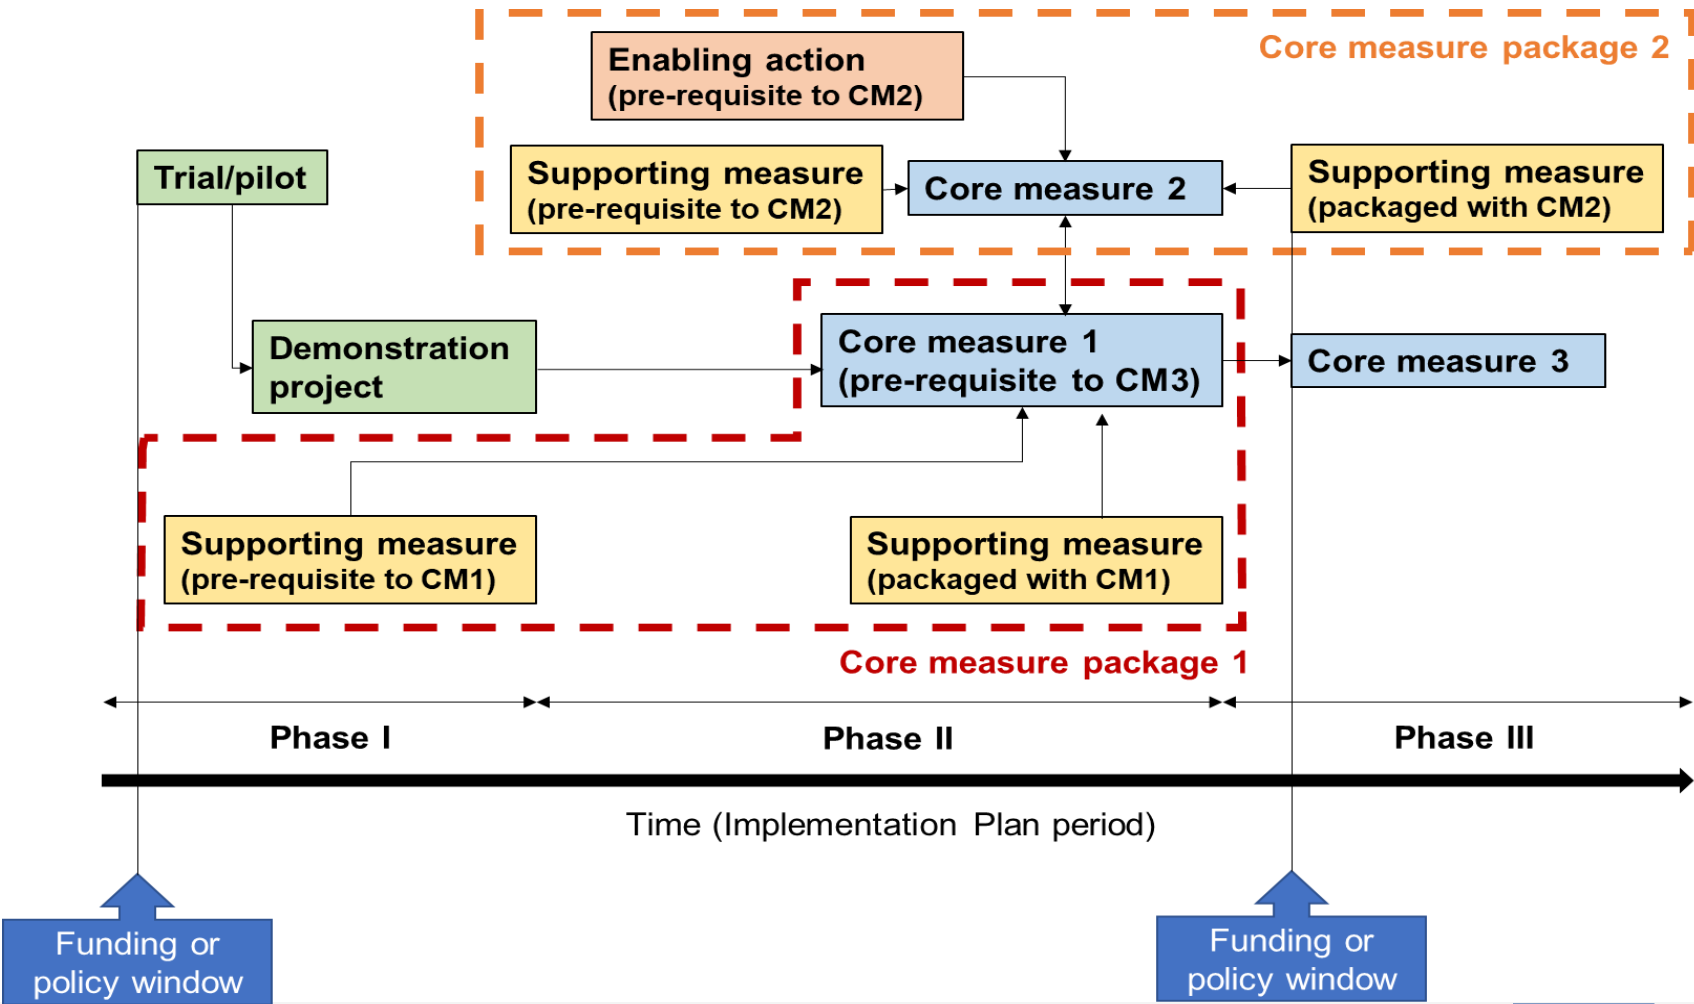 Core measure package 2
Enabling action
(pre-requisite to CM2)
Trial/pilot
Supporting measure
(pre-requisite to CM2)
Core measure 2
Supporting measure
(packaged with CM2)
Demonstration
project
Core measure 1
(pre-requisite to CM3)
Core measure 3
Supporting measure
(pre-requisite to CM1)
Supporting measure
(packaged with CM1)
Core measure package 1
Phase I
Phase II
Phase III
Time (Implementation Plan period)
Funding or
policy window
Funding or
policy window